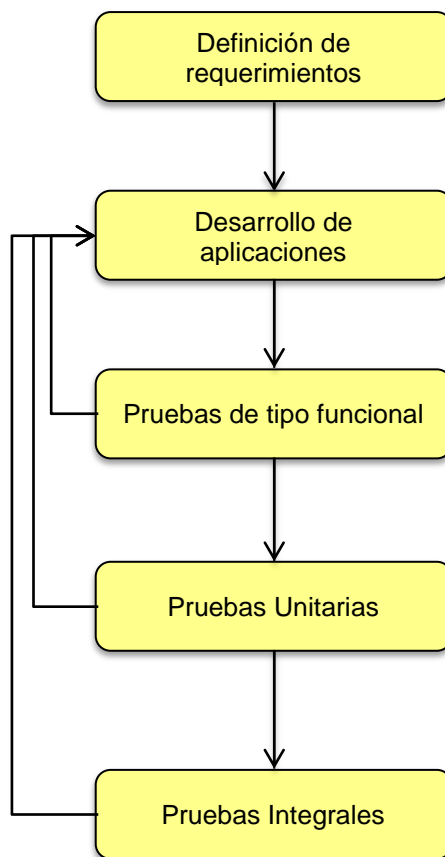 Definición de
requerimientos
Desarrollo de
aplicaciones
Pruebas de tipo funcional
Pruebas Unitarias
Pruebas Integrales